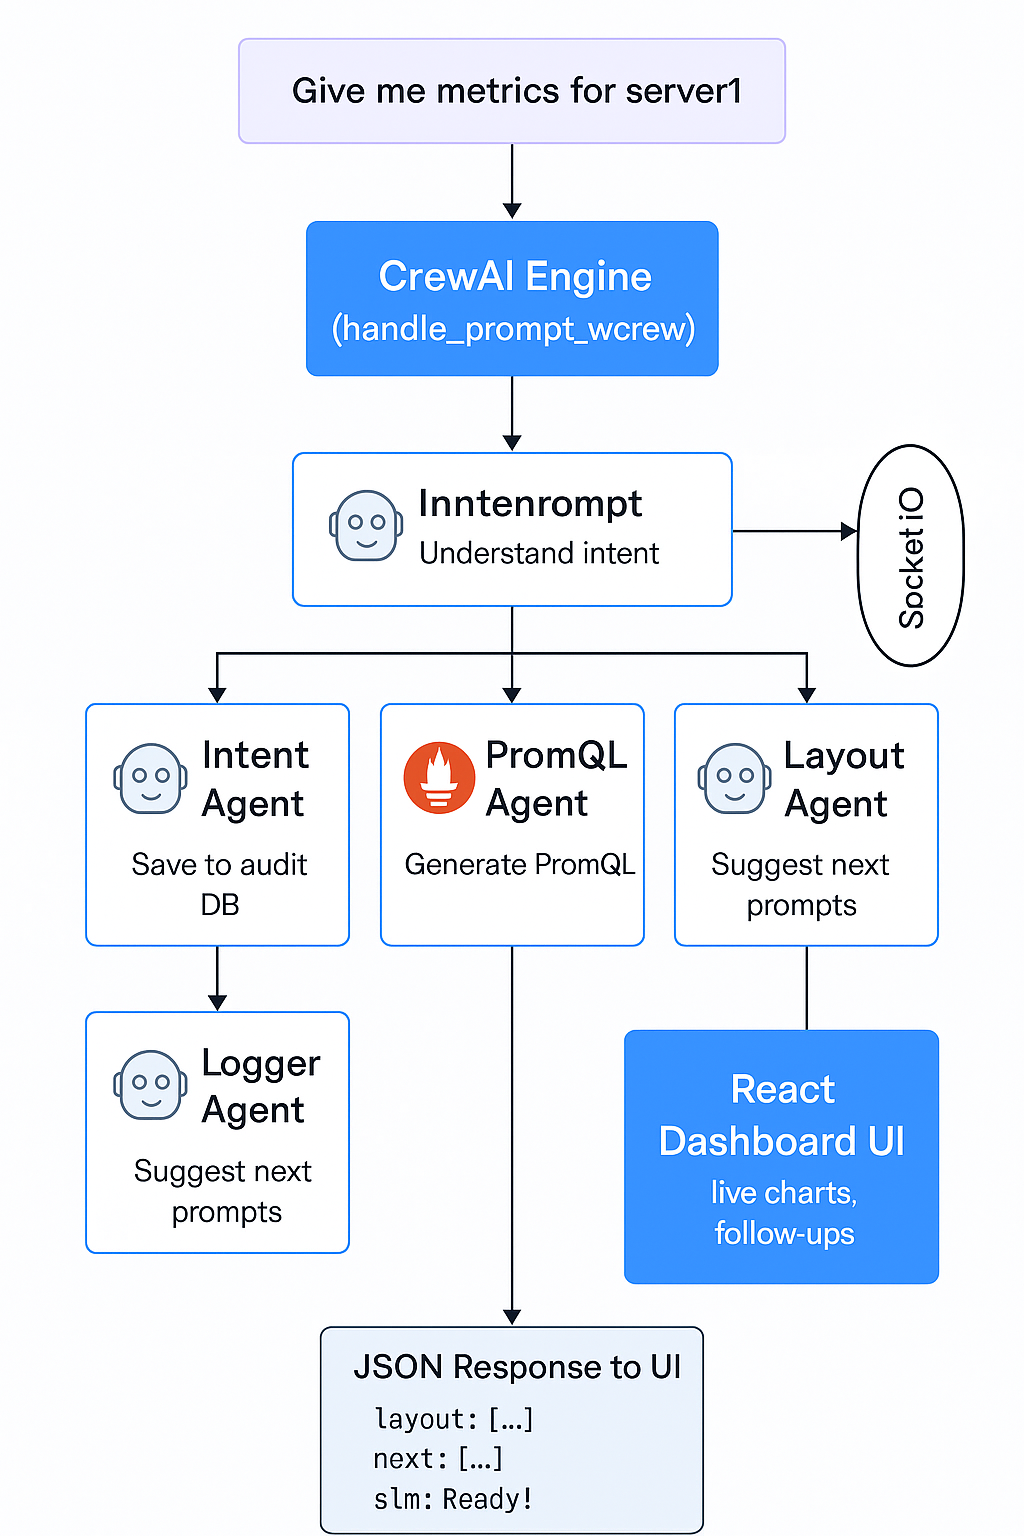 Give me metrics for server1
CrewAI Engine
(handle_prompt_wcrew)
Inntenrompt
Understand intent
Socket iO
Intent
Agent
Save to audit
DB
PromQL
Agent
Generate PromQL
Layout
Agent
Suggest next
prompts
Logger
Agent
Suggest next
prompts
React
Dashboard UI
live charts,
follow-ups
JSON Response to UI
layout: [...]
next: [...]
slm: Ready!